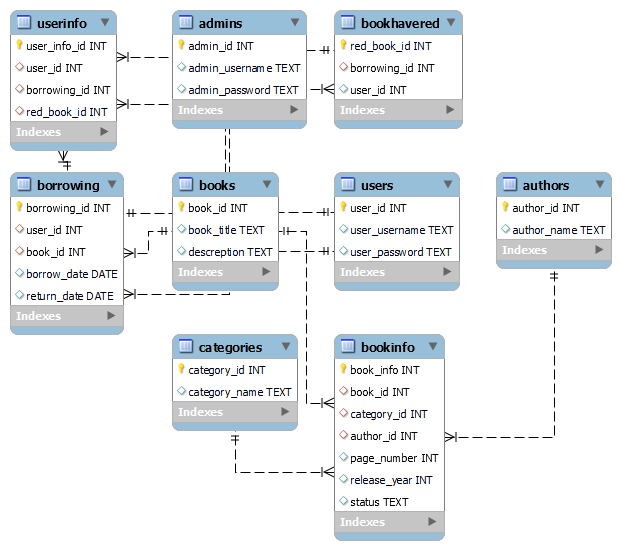 userinfo
user_info_id INT
user_id INT
borrowing_id INT
red_book_id INT
Indexes
admins
admin_id INT
admin_username TEXT
admin_password TEXT
Indexes
bookhavered
red_book_id INT
borrowing_id INT
user_id INT
Indexes
borrowing
borrowing_id INT
user_id INT
book_id INT
borrow_date DATE
return_date DATE
Indexes
books
book_id INT
book_title TEXT
descreption TEXT
Indexes
users
user_id INT
user_username TEXT
user_password TEXT
Indexes
authors
author_id INT
author_name TEXT
Indexes
categories
category_id INT
category_name TEXT
Indexes
bookinfo
book_info INT
book_id INT
category_id INT
author_id INT
page_number INT
release_year INT
status TEXT
Indexes